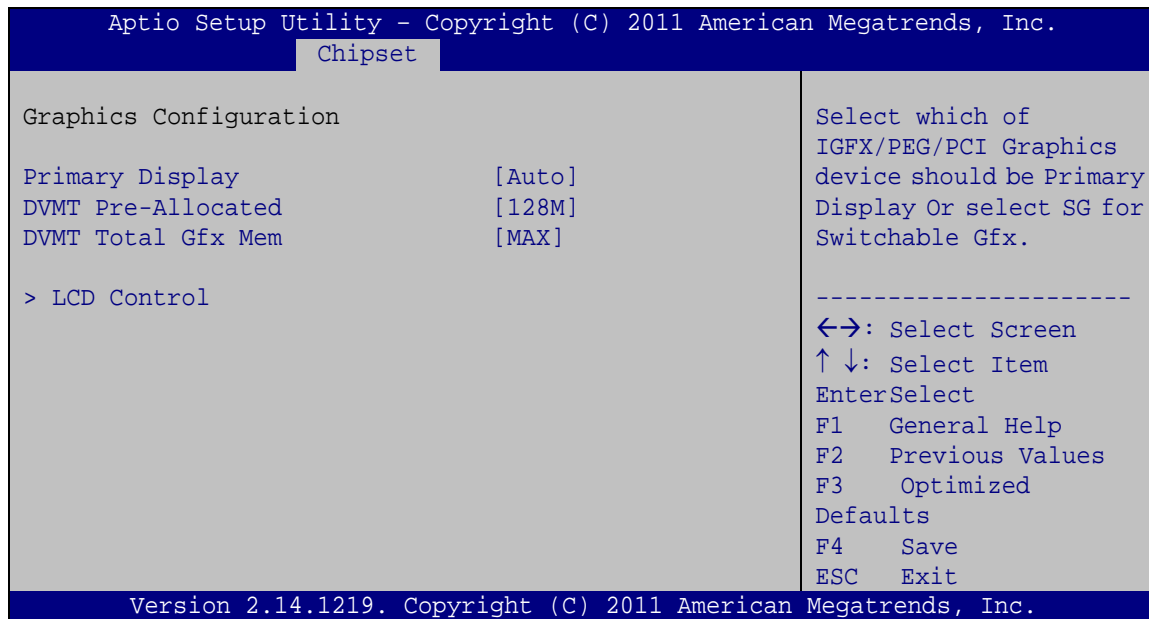 Aptio Setup Utility – Copyright (C) 2011 American Megatrends, Inc.
Chipset
Graphics Configuration
Primary Display [Auto]
DVMT Pre-Allocated [128M]
DVMT Total Gfx Mem [MAX]
> LCD Control
Select which of
IGFX/PEG/PCI Graphics
device should be Primary
Display Or select SG for
Switchable Gfx.
----------------------
←→: Select Screen
↑ ↓: Select Item
EnterSelect
F1 General Help
F2 Previous Values
F3 Optimized
Defaults
F4 Save
ESC Exit
Version 2.14.1219. Copyright (C) 2011 American Megatrends, Inc.